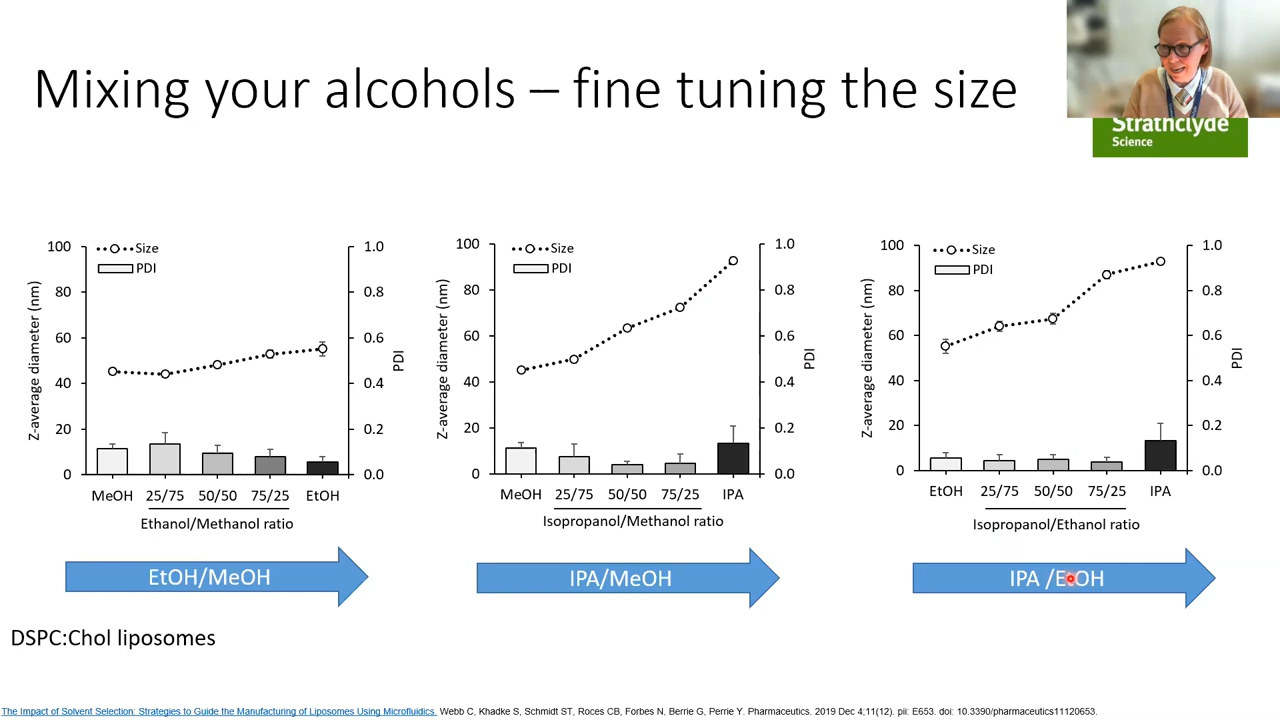 Mixing your alcohols – fine tuning the size
Strathclyde
Science
Size
PDI
100
80
60
40
20
0
Z-average diameter (nm)
1.0
0.8
0.6
0.4
0.2
0.0
PDI
MeOH 25/75 50/50 75/25 EtOH
Ethanol/Methanol ratio
Size
PDI
100
80
60
40
20
0
Z-average diameter (nm)
1.0
0.8
0.6
0.4
0.2
0.0
PDI
MeOH 25/75 50/50 75/25 IPA
Isopropanol/Methanol ratio
Size
PDI
100
80
60
40
20
0
Z-average diameter (nm)
1.0
0.8
0.6
0.4
0.2
0.0
PDI
EtOH 25/75 50/50 75/25 IPA
Isopropanol/Ethanol ratio
EtOH/MeOH
IPA/MeOH
IPA /EtOH
DSPC:Chol liposomes
The Impact of Solvent Selection: Strategies to Guide the Manufacturing of Liposomes Using Microfluidics. Webb C, Khadke S, Schmidt ST, Roces CB, Forbes N, Berrie G, Perrie Y. Pharmaceutics. 2019 Dec 4;11(12). pii: E653. doi: 10.3390/pharmaceutics11120653.